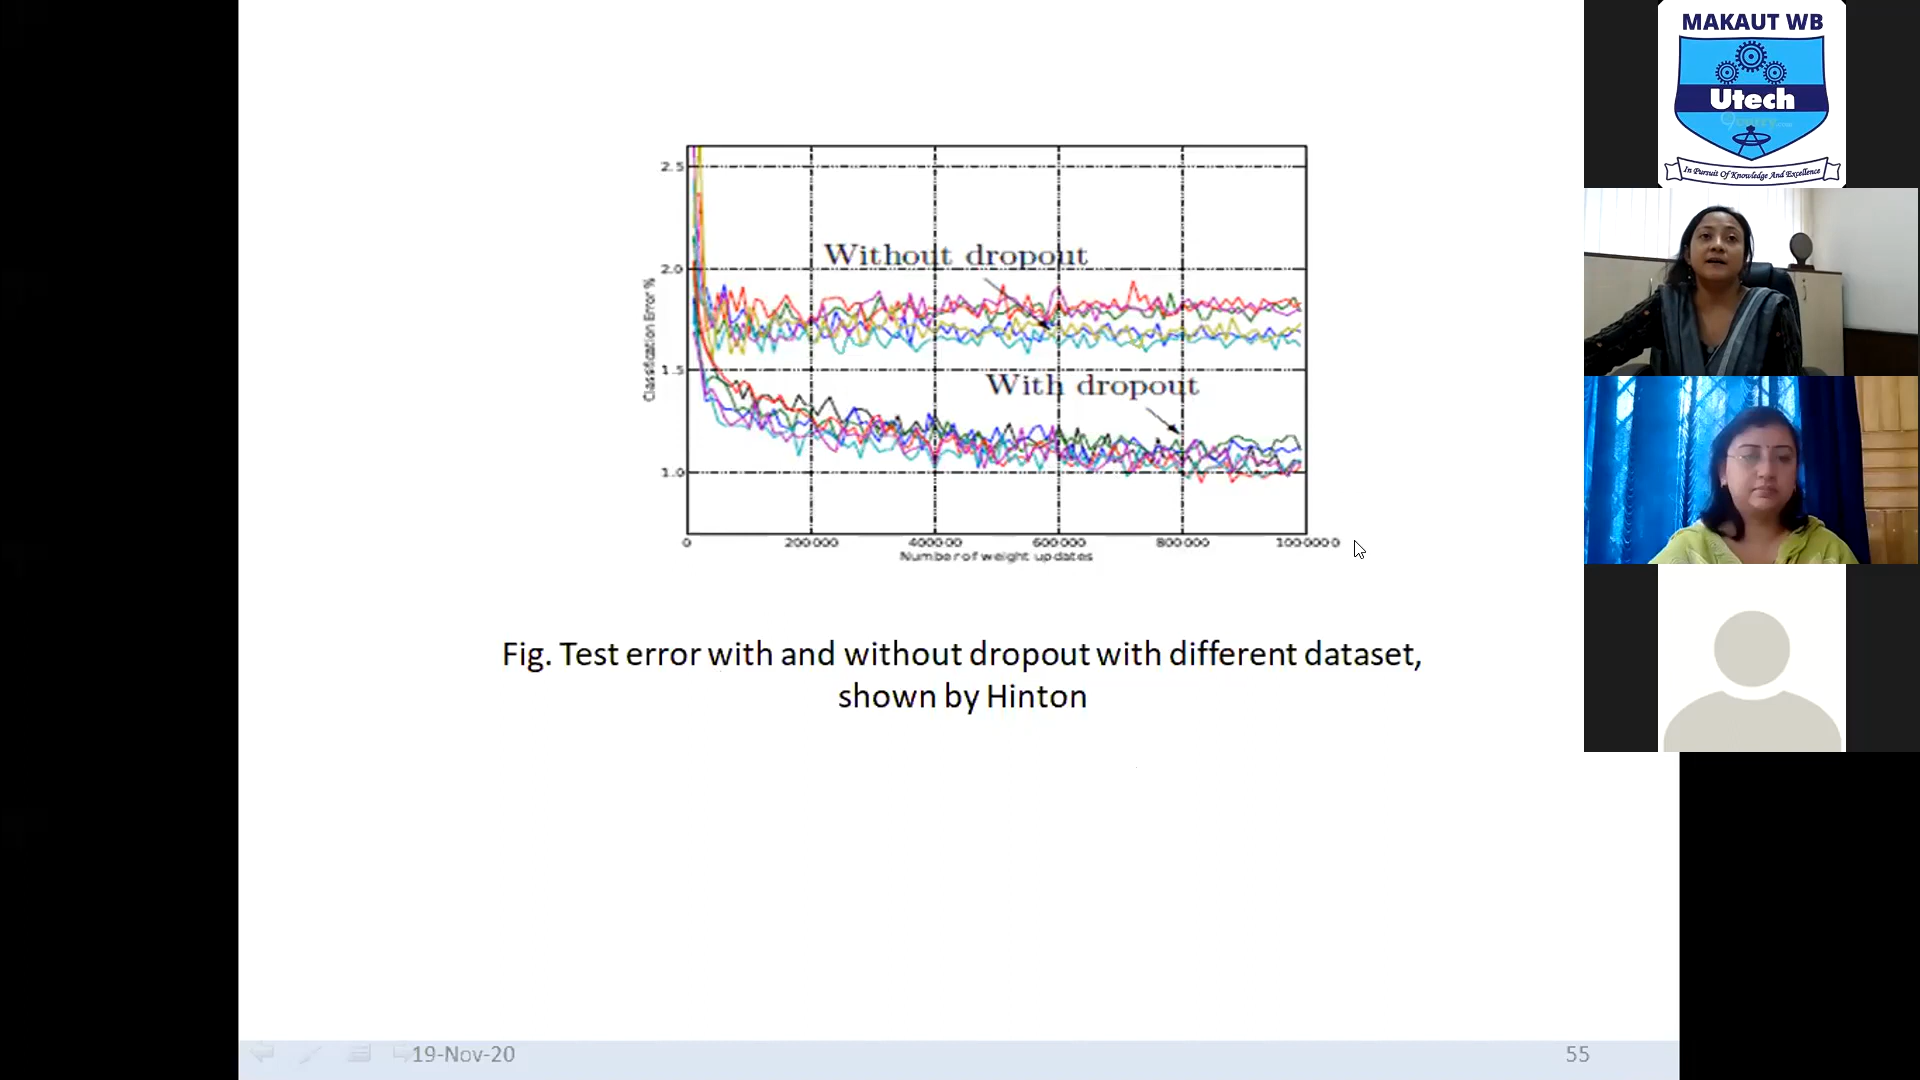 MAKAUT WB
Utech
In Pursuit Of Knowledge And Excellence
2.5
2.0
1.5
1.0
Classification Error %
Without dropout
With dropout
0
200000
400000
600000
800000
1000000
Number of weight updates
Fig. Test error with and without dropout with different dataset,
shown by Hinton
19-Nov-20
55